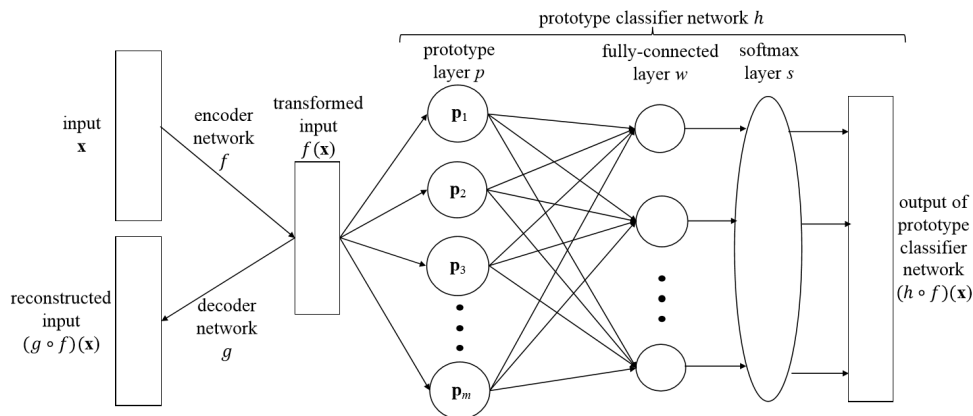 prototype classifier network h
prototype
layer p
fully-connected
layer w
softmax
layer s
input
x
encoder
network
f
transformed
input
f(x)
p1
p2
p3
pm
reconstructed
input
(g ∘ f)(x)
decoder
network
g
output of
prototype
classifier
network
(h ∘ f)(x)